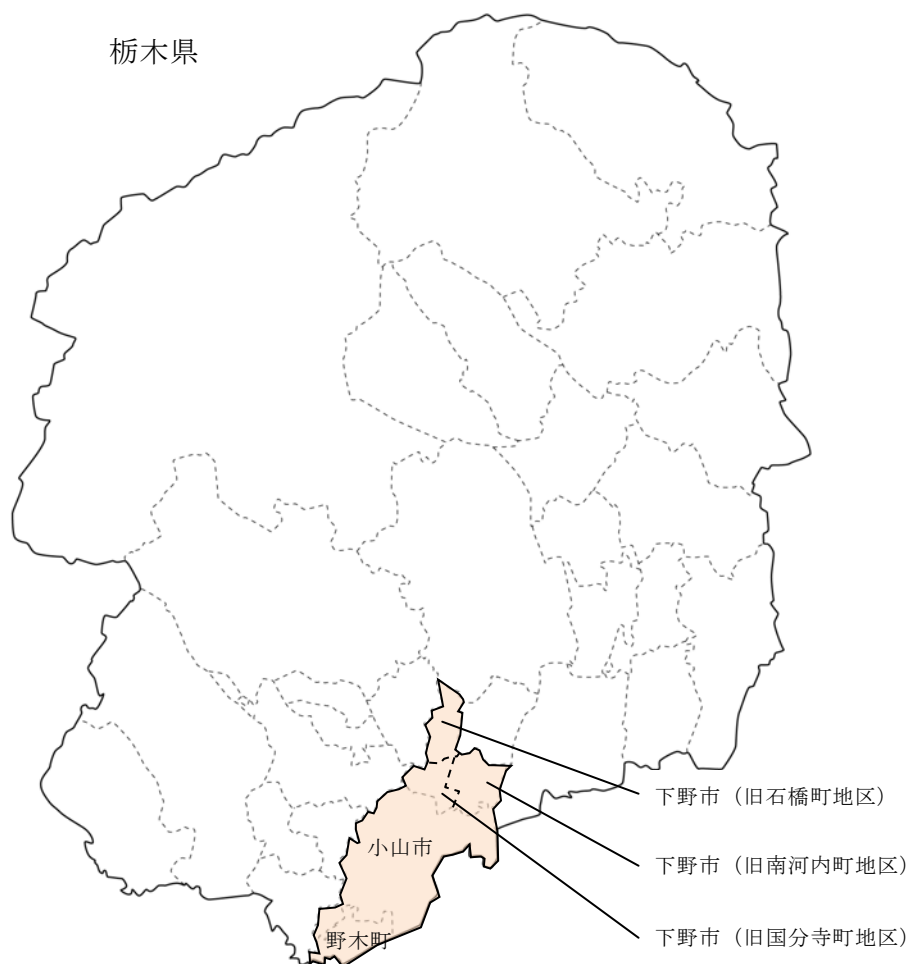 栃木県
下野市（旧石橋町地区）
小山市
下野市（旧南河内町地区）
野木町
下野市（旧国分寺町地区）